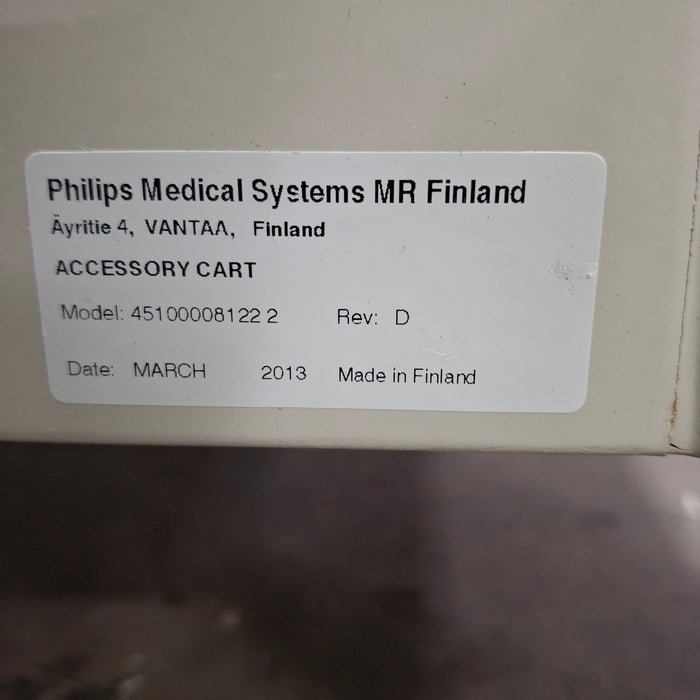 Philips Medical Systems MR Finland
Äyritie 4, VANTAA, Finland
ACCESSORY CART
Model: 45100008122 2 Rev: D
Date: MARCH 2013 Made in Finland